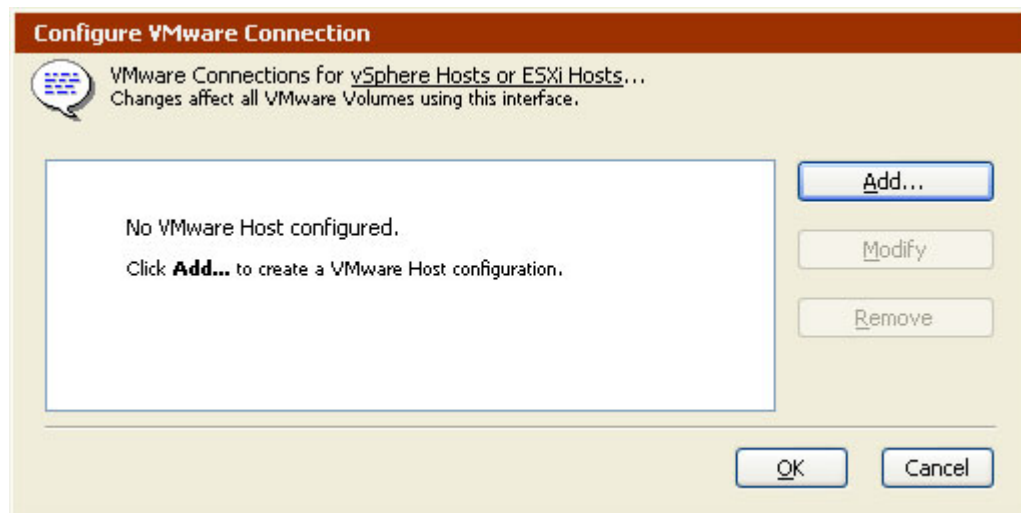 Configure VMware Connection
VMware Connections for vSphere Hosts or ESXi Hosts...
Changes affect all VMware Volumes using this interface.
No VMware Host configured.
Click Add... to create a VMware Host configuration.
Add...
Modify
Remove
OK
Cancel